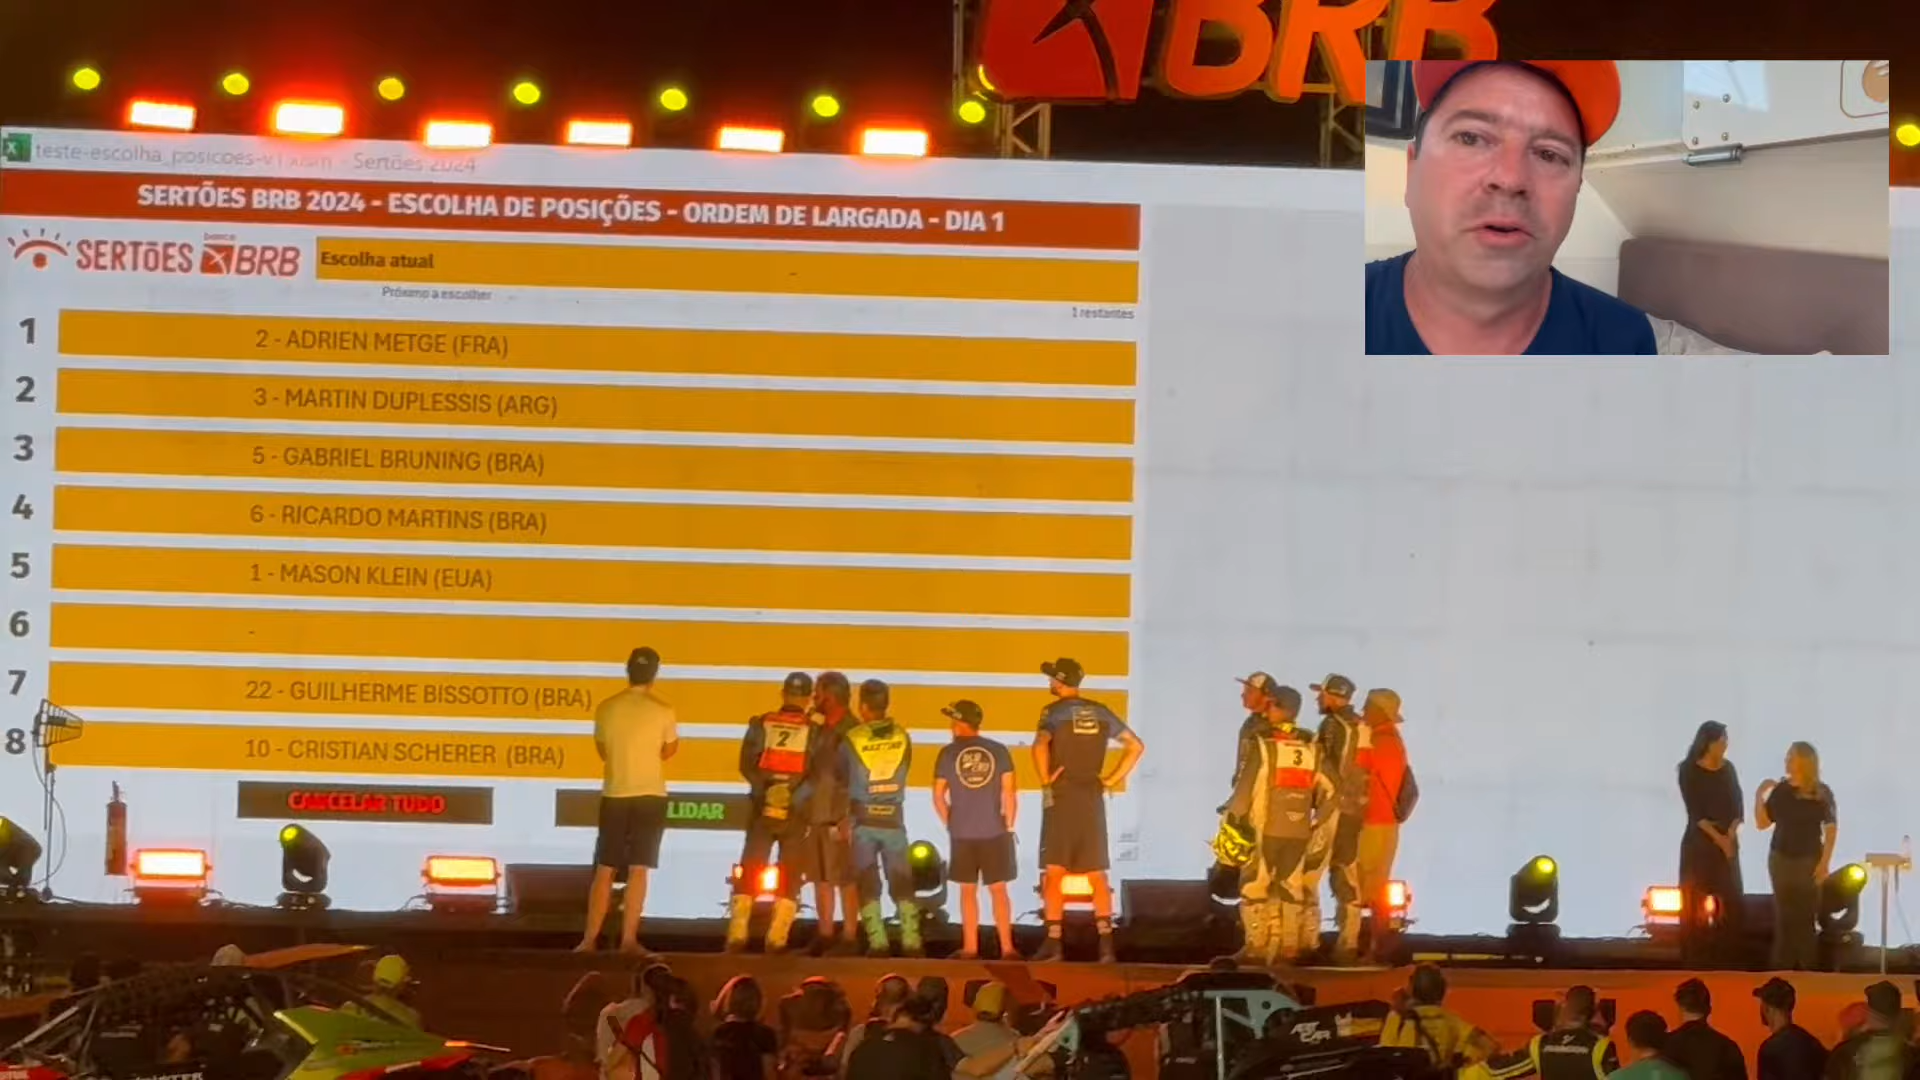 BRB
teste-escolha_posicoes-v1.xlsm - Sertões 2024
SERTÕES BRB 2024 - ESCOLHA DE POSIÇÕES - ORDEM DE LARGADA - DIA 1
SERTÕES banco BRB
Escolha atual
-
Próximo a escolher
1 restantes
1 2 - ADRIEN METGE (FRA)
2 3 - MARTIN DUPLESSIS (ARG)
3 5 - GABRIEL BRUNING (BRA)
4 6 - RICARDO MARTINS (BRA)
5 1 - MASON KLEIN (EUA)
6 -
7 22 - GUILHERME BISSOTTO (BRA)
8 10 - CRISTIAN SCHERER (BRA)
CANCELAR TUDO
LIDAR
2
3